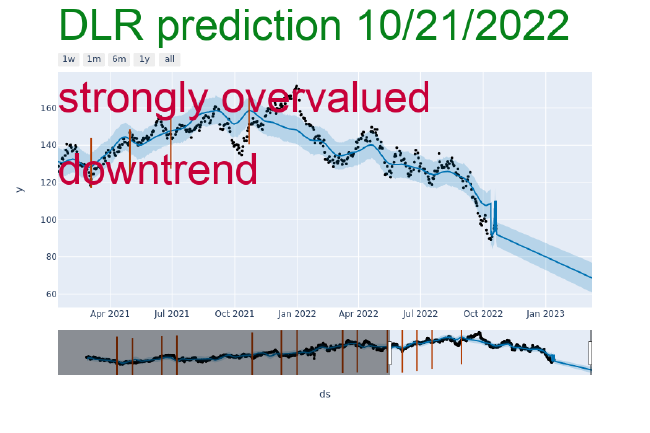 DLR prediction 10/21/2022
1w 1m 6m 1y all
strongly overvalued
downtrend
160
140
120
100
80
60
y
Apr 2021 Jul 2021 Oct 2021 Jan 2022 Apr 2022 Jul 2022 Oct 2022 Jan 2023
ds